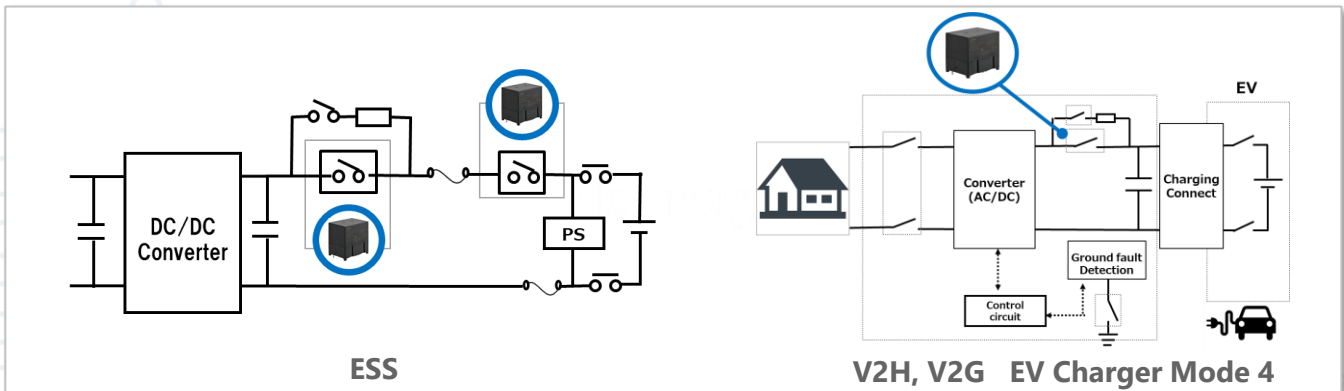 DC/DC
Converter
PS
ESS
EV
Converter
(AC/DC)
Charging
Connect
Ground fault
Detection
Control
circuit
V2H, V2G EV Charger Mode 4